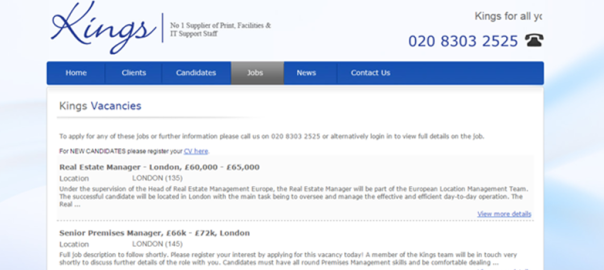 Kings
No 1 Supplier of Print, Facilities &
IT Support Staff
Kings for all
020 8303 2525
Home Clients Candidates Jobs News Contact Us
Kings Vacancies
To apply for any of these jobs or further information please call us on 020 8303 2525 or alternatively login in to view full details on the job.
For NEW CANDIDATES please register your CV here.
Real Estate Manager - London, £60,000 - £65,000
Location LONDON (135)
Under the supervision of the Head of Real Estate Management Europe, the Real Estate Manager will be part of the European Location Management Team.
The successful candidate will be located in London with the main task being to oversee and manage the effective and efficient day-to-day operation. The
Real ...
View more details
Senior Premises Manager, £66k - £72k, London
Location LONDON (145)
Full job description to follow shortly. Please register your interest by applying for this vacancy today! A member of the Kings team will be in touch very
shortly to discuss further details of the role with you. Candidates must have all round Premises Management skills and be comfortable dealing ...